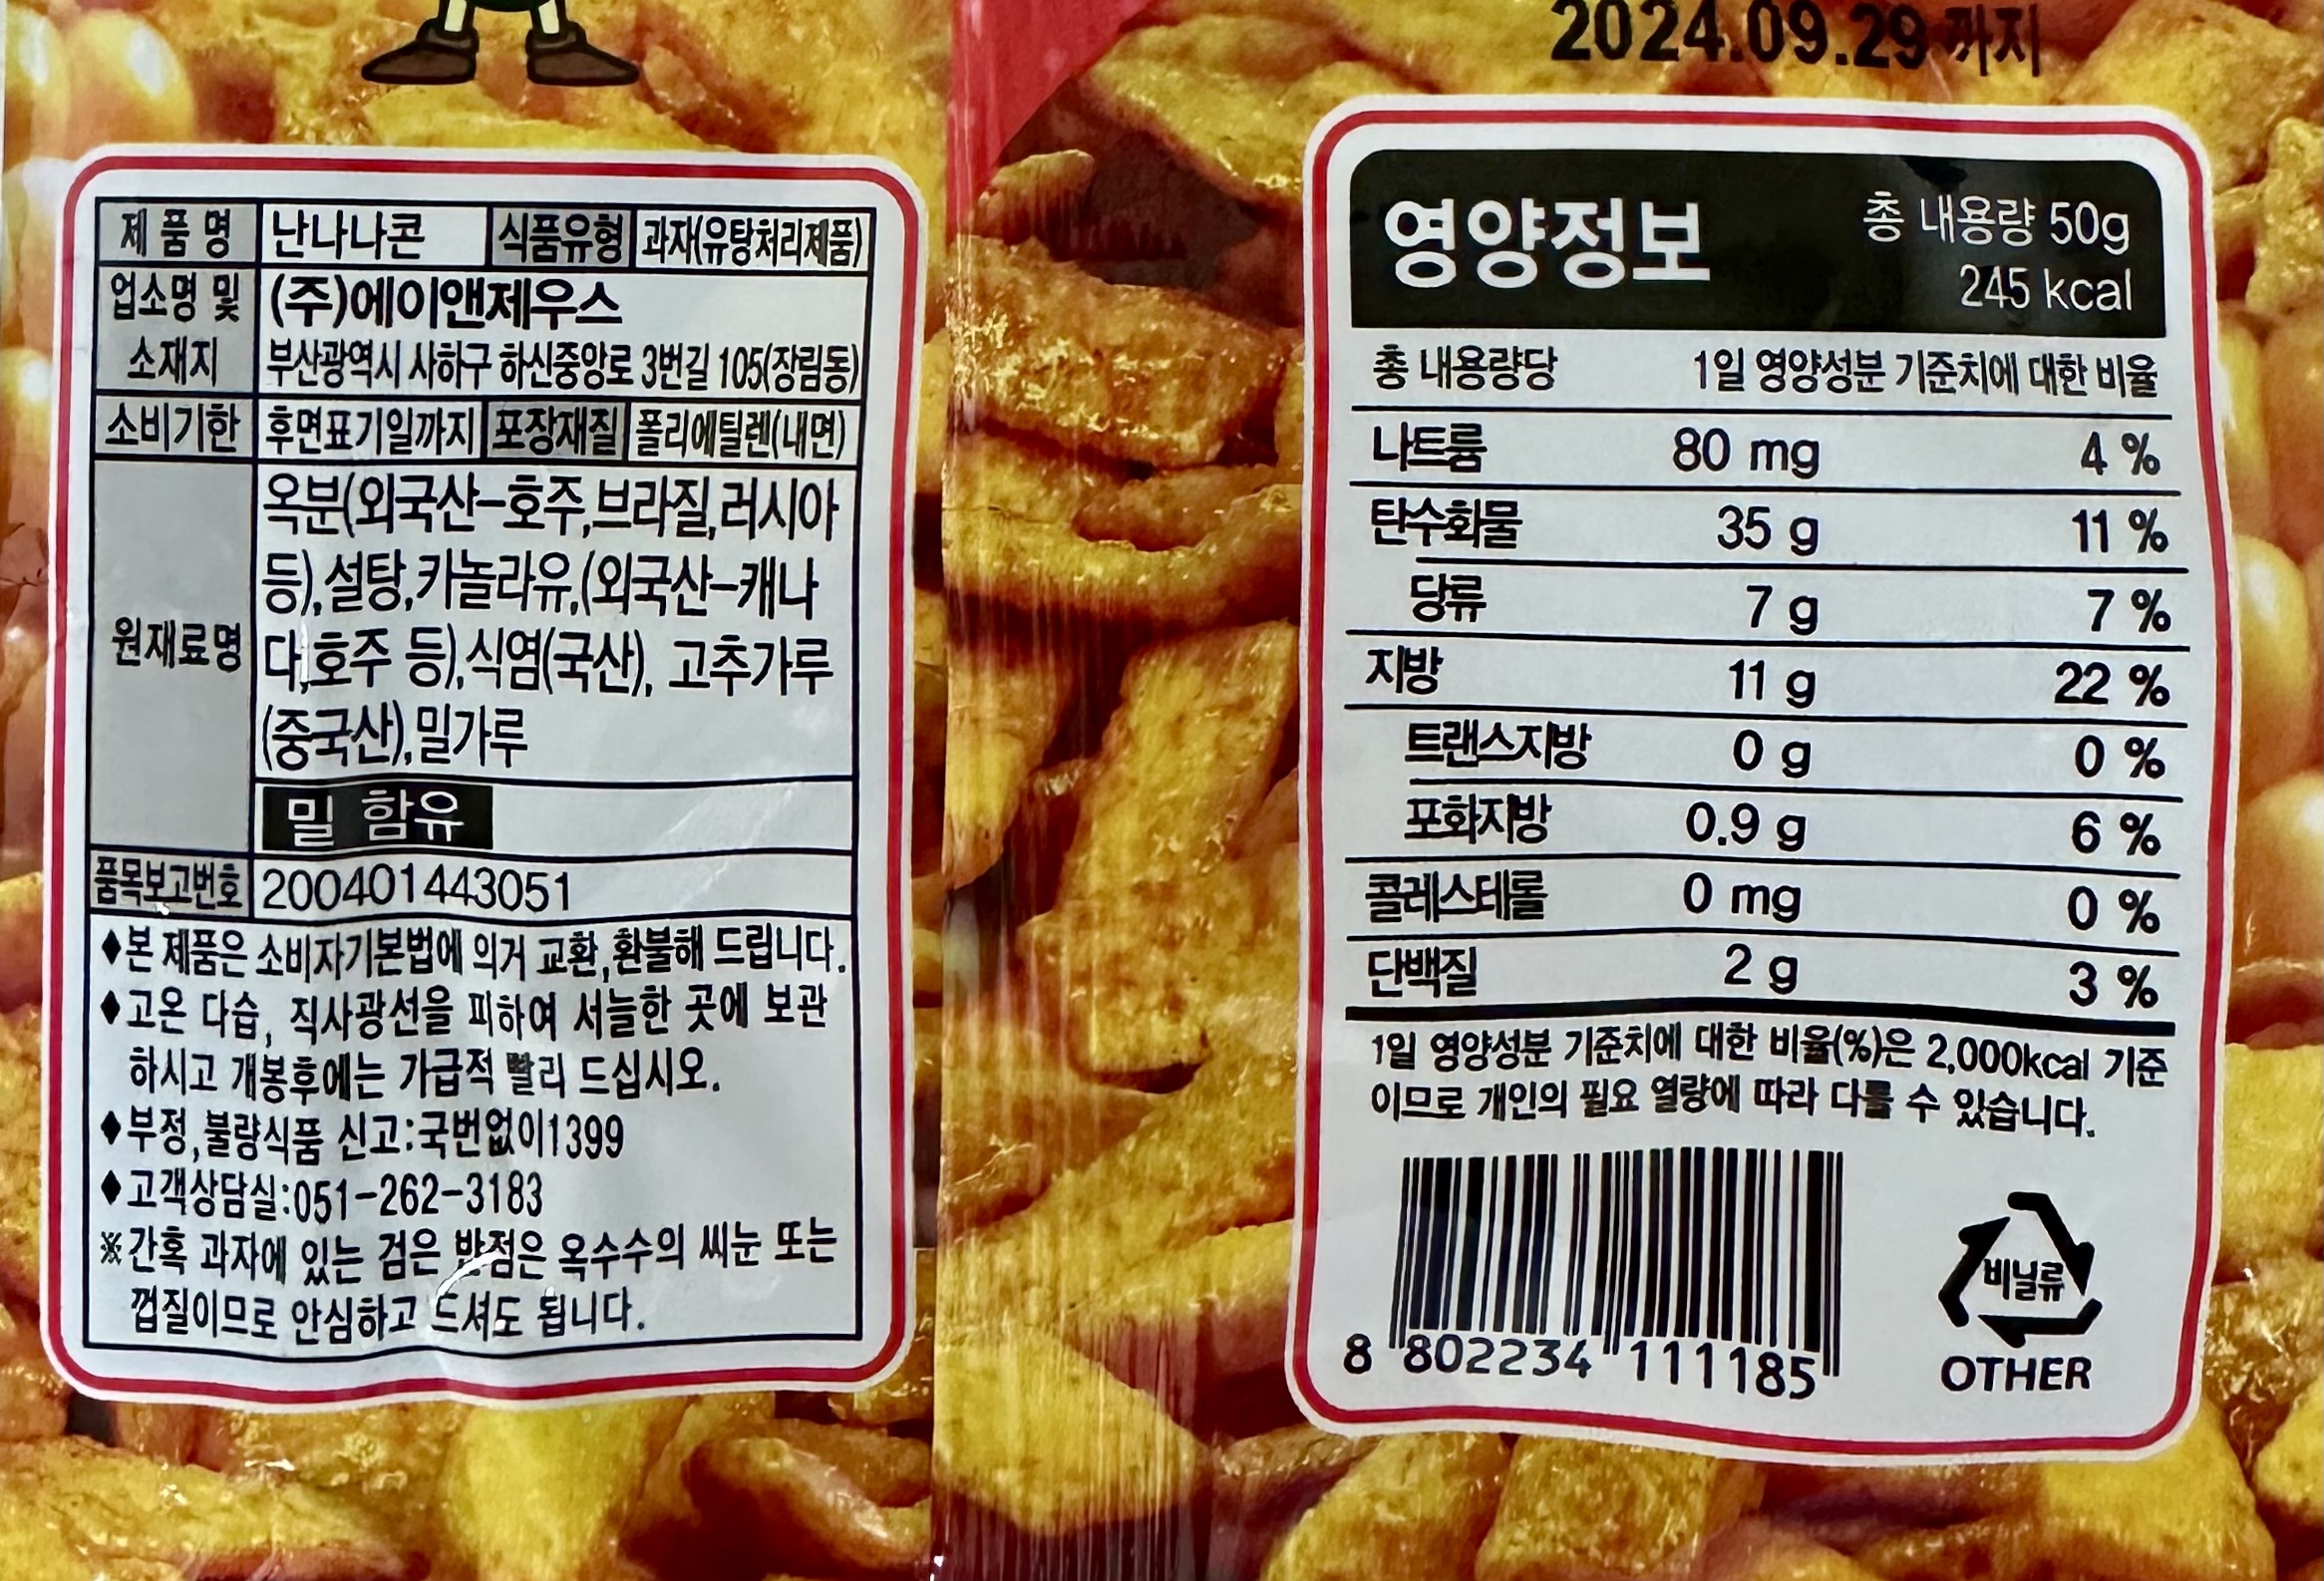 제 품 명 난나나콘 식품유형 과자(유탕처리제품)
업소명 및 (주)에이앤제우스
소재지 부산광역시 사하구 하신중앙로 3번길 105(장림동)
소비기한 후면표기일까지 포장재질 폴리에틸렌(내면)
원재료명
옥분(외국산-호주,브라질,러시아
등),설탕,카놀라유,(외국산-캐나
다,호주 등),식염(국산), 고추가루
(중국산),밀가루
밀 함유
품목보고번호 200401443051
♦본 제품은 소비자기본법에 의거 교환,환불해 드립니다.
♦고온 다습, 직사광선을 피하여 서늘한 곳에 보관
하시고 개봉후에는 가급적 빨리 드십시오.
♦부정,불량식품 신고:국번없이1399
♦고객상담실:051-262-3183
※간혹 과자에 있는 검은 반점은 옥수수의 씨눈 또는
껍질이므로 안심하고 드셔도 됩니다.
2024.09.29 까지
영양정보 총 내용량 50g
245 kcal
총 내용량당 1일 영양성분 기준치에 대한 비율
나트륨 80 mg 4 %
탄수화물 35 g 11 %
당류 7 g 7 %
지방 11 g 22 %
트랜스지방 0 g 0 %
포화지방 0.9 g 6 %
콜레스테롤 0 mg 0 %
단백질 2 g 3 %
1일 영양성분 기준치에 대한 비율(%)은 2,000kcal 기준
이므로 개인의 필요 열량에 따라 다를 수 있습니다.
8 802234 111185
비닐류
OTHER